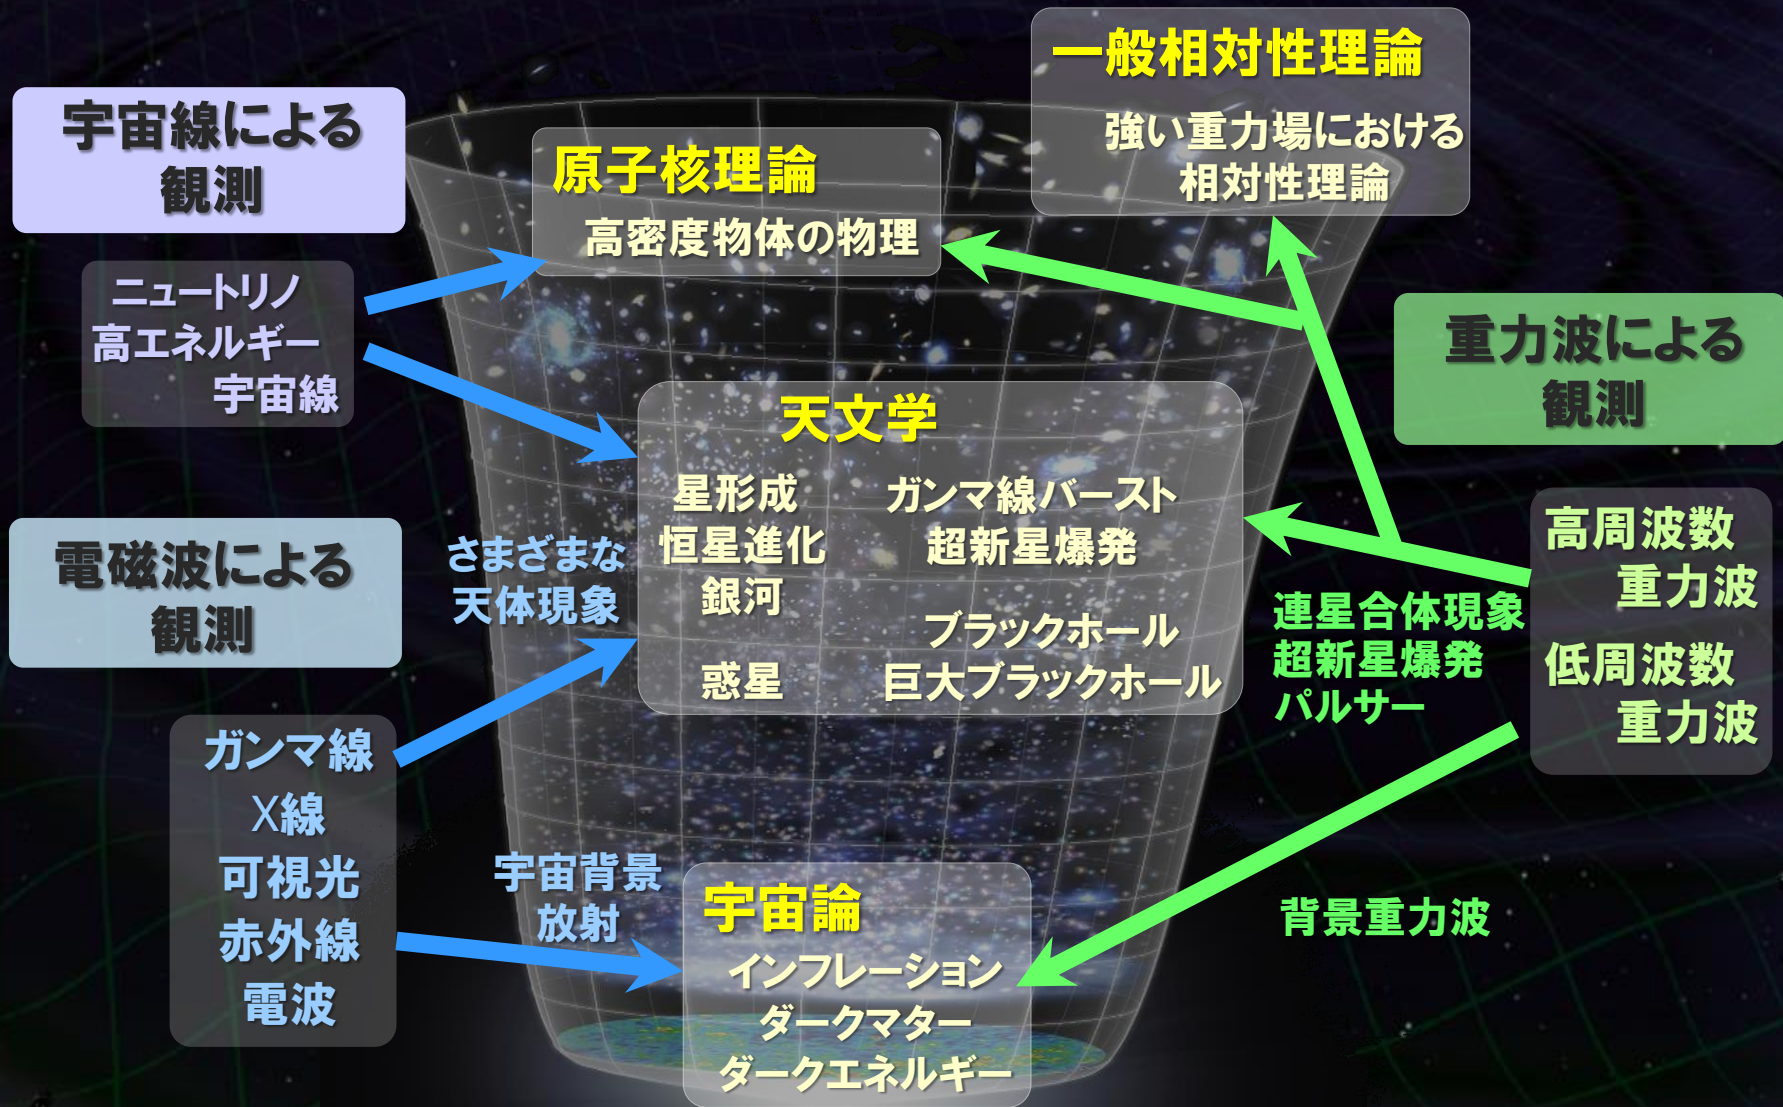 一般相対性理論
強い重力場における
相対性理論
宇宙線による
観測
原子核理論
高密度物体の物理
ニュートリノ
高エネルギー
宇宙線
重力波による
観測
天文学
星形成
恒星進化
銀河
惑星
ガンマ線バースト
超新星爆発
ブラックホール
巨大ブラックホール
電磁波による
観測
さまざまな
天体現象
高周波数
重力波
低周波数
重力波
連星合体現象
超新星爆発
パルサー
ガンマ線
X線
可視光
赤外線
電波
宇宙背景
放射
宇宙論
インフレーション
ダークマター
ダークエネルギー
背景重力波